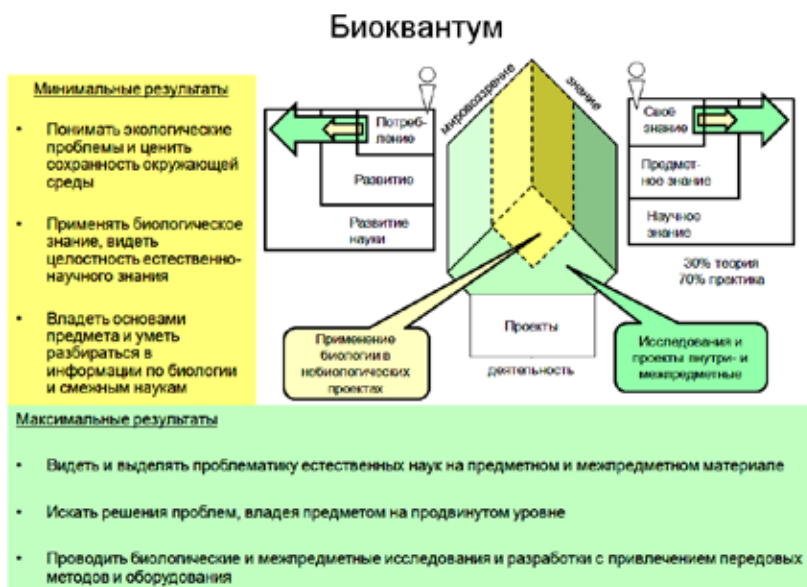 Биоквантум
Минимальные результаты
• Понимать экологические
проблемы и ценить
сохранность окружающей
среды
• Применять биологическое
знание, видеть
целостность естественно-
научного знания
• Владеть основами
предмета и уметь
разбираться в
информации по биологии
и смежным наукам
Потреб-
ление
Развитие
Развитие
науки
мировоззрение
знание
Своё
знание
Предмет-
ное знание
Научное
знание
30% теория
70% практика
Применение
биологии в
небиологических
проектах
Проекты
деятельность
Исследования и
проекты внутри- и
межпредметные
Максимальные результаты
• Видеть и выделять проблематику естественных наук на предметном и межпредметном материале
• Искать решения проблем, владея предметом на продвинутом уровне
• Проводить биологические и межпредметные исследования и разработки с привлечением передовых
методов и оборудования